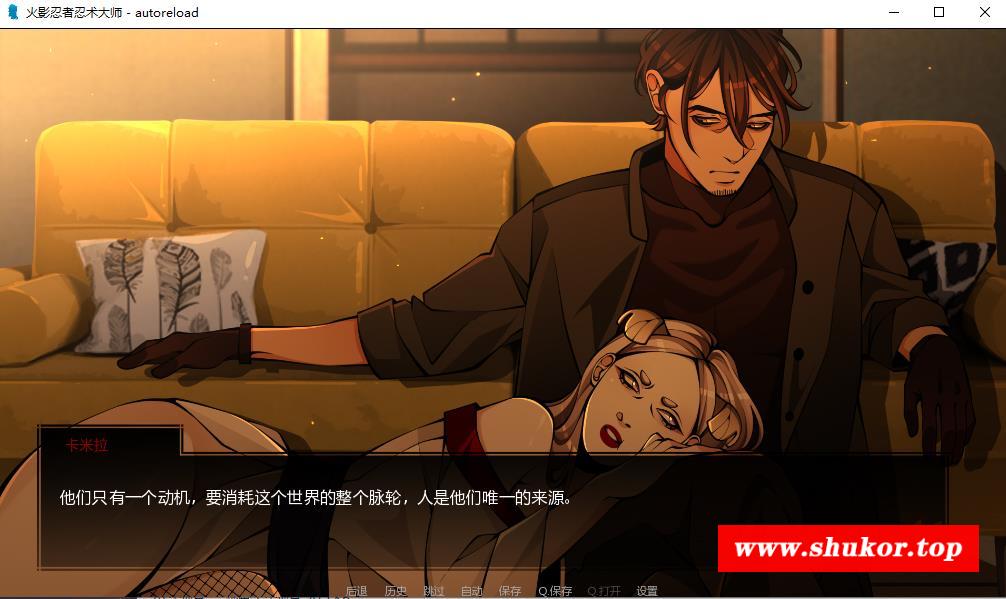 火影忍者忍术大师 - autoreload
卡米拉
他们只有一个动机，要消耗这个世界的整个脉轮，人是他们唯一的来源。
www.shukor.top
后退 历史 跳过 自动 保存 Q.保存 Q.打开 设置